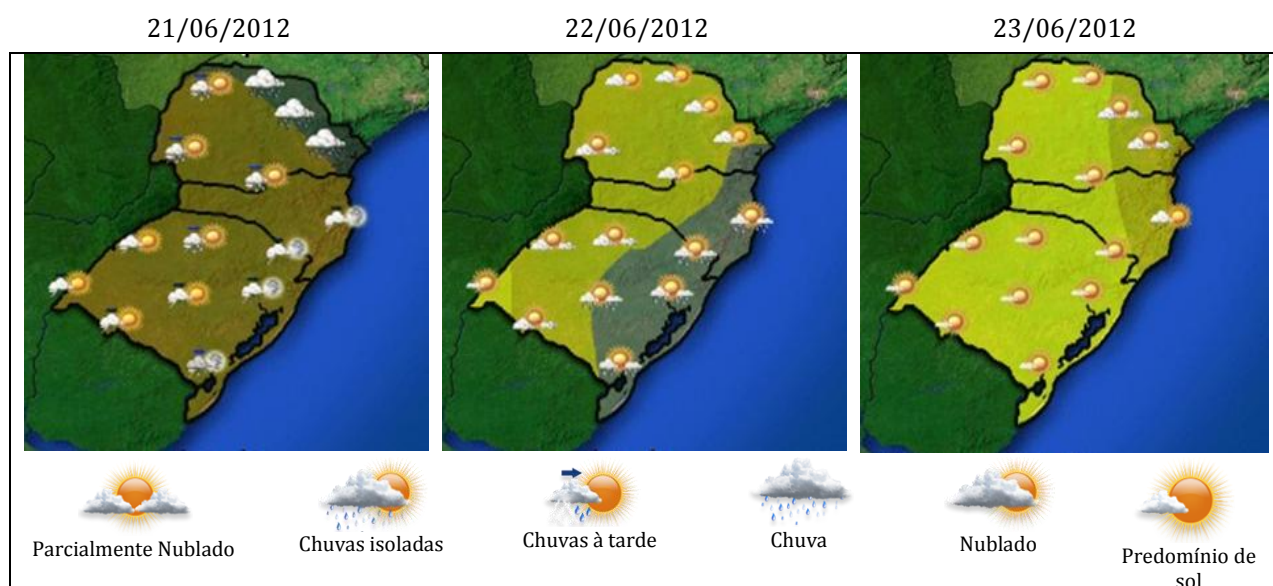 21/06/2012
22/06/2012
23/06/2012
Parcialmente Nublado
Chuvas isoladas
Chuvas à tarde
Chuva
Nublado
Predomínio de
sol